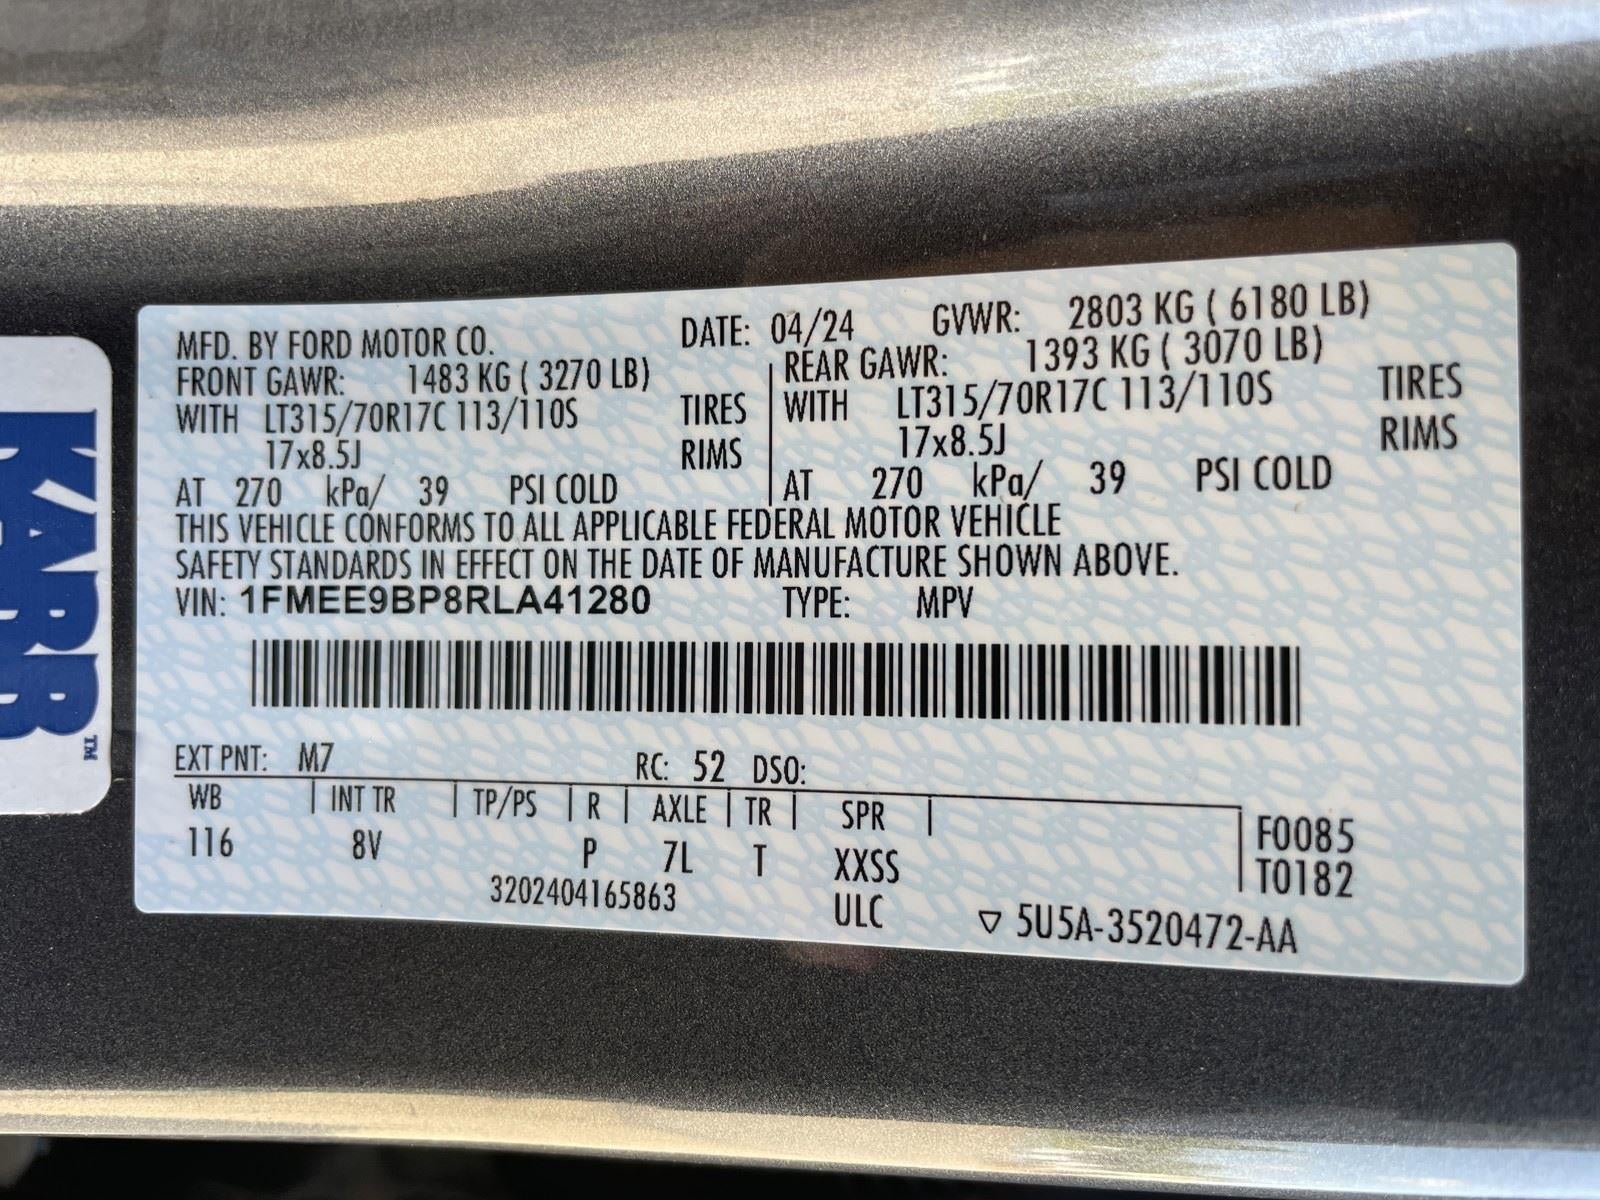 MFD. BY FORD MOTOR CO. DATE: 04/24 GVWR: 2803 KG ( 6180 LB)
FRONT GAWR: 1483 KG ( 3270 LB) REAR GAWR: 1393 KG ( 3070 LB)
WITH LT315/70R17C 113/110S TIRES WITH LT315/70R17C 113/110S TIRES
17x8.5J RIMS 17x8.5J RIMS
AT 270 kPa/ 39 PSI COLD AT 270 kPa/ 39 PSI COLD
THIS VEHICLE CONFORMS TO ALL APPLICABLE FEDERAL MOTOR VEHICLE
SAFETY STANDARDS IN EFFECT ON THE DATE OF MANUFACTURE SHOWN ABOVE.
VIN: 1FMEE9BP8RLA41280 TYPE: MPV
EXT PNT: M7 RC: 52 DSO:
WB INT TR TP/PS R AXLE TR SPR
116 8V P 7L T XXSS
F0085
T0182
3202404165863 ULC ▽ 5U5A-3520472-AA
TM